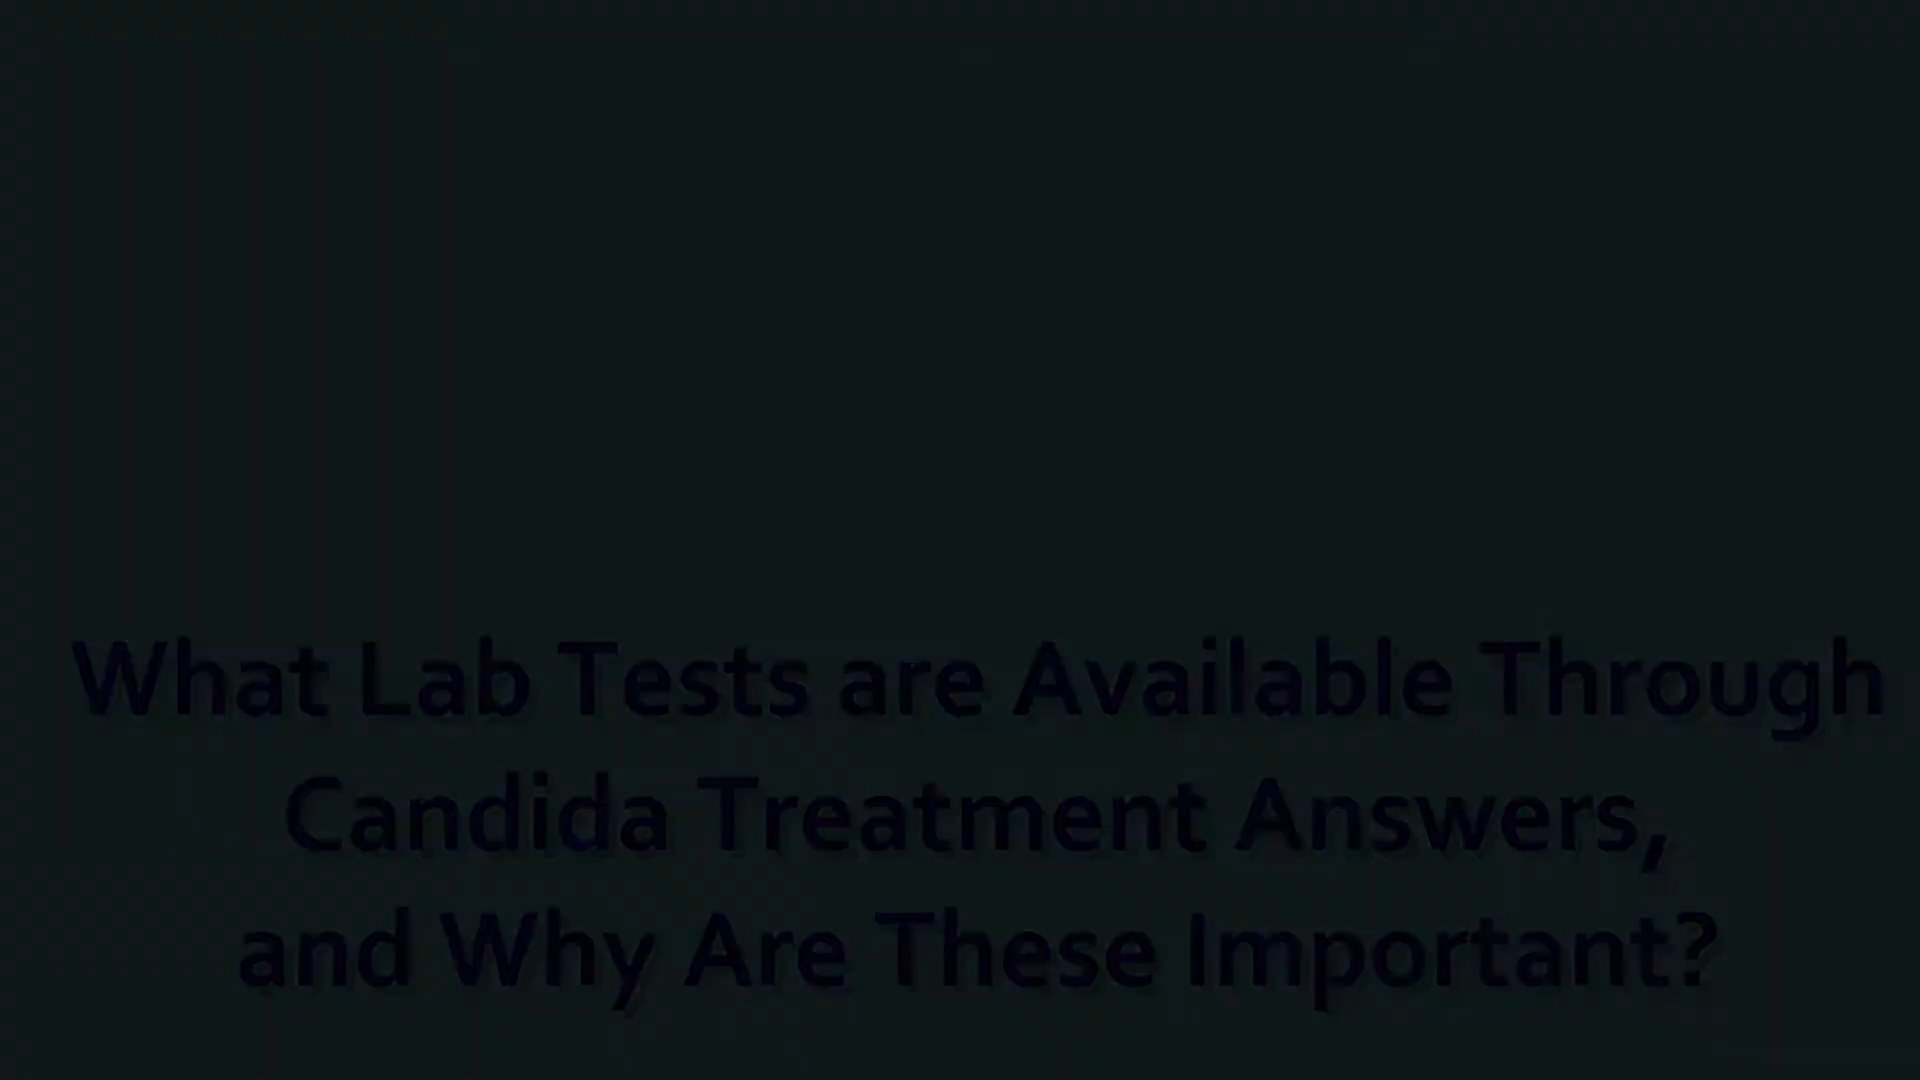 What Lab Tests are Available Through
Candida Treatment Answers,
and Why Are These Important?